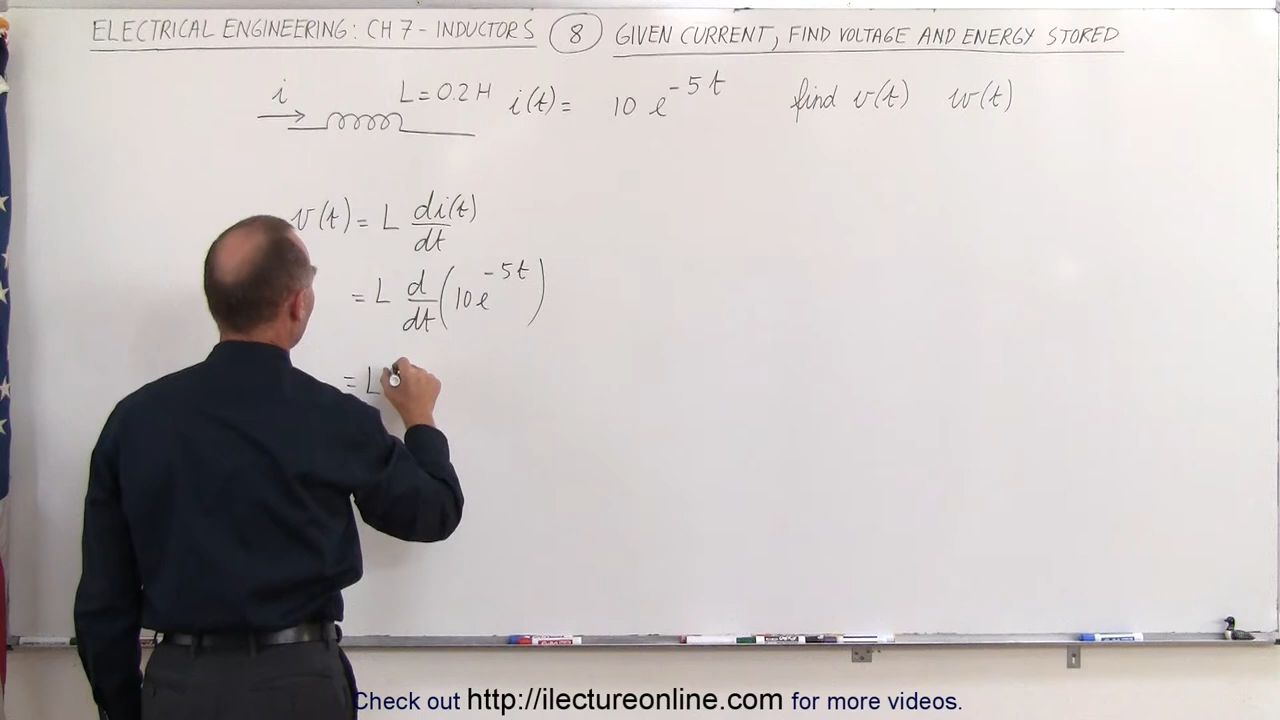 ELECTRICAL ENGINEERING: CH 7 - INDUCTORS 8 GIVEN CURRENT, FIND VOLTAGE AND ENERGY STORED
i L = 0.2 H i(t) = 10 e^-5t find v(t) w(t)
v(t) = L di(t)/dt
= L d/dt (10 e^-5t)
= L
Check out http://ilectureonline.com for more videos.